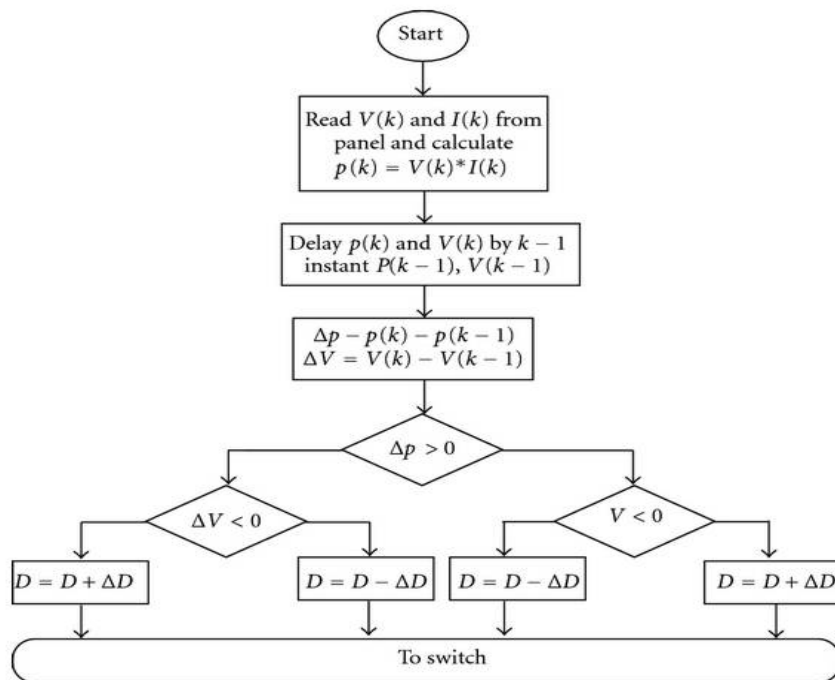 Start
Read V(k) and I(k) from
panel and calculate
p(k) = V(k)*I(k)
Delay p(k) and V(k) by k − 1
instant P(k − 1), V(k − 1)
Δp − p(k) − p(k − 1)
ΔV = V(k) − V(k − 1)
Δp > 0
ΔV < 0
V < 0
D = D + ΔD
D = D − ΔD
D = D − ΔD
D = D + ΔD
To switch